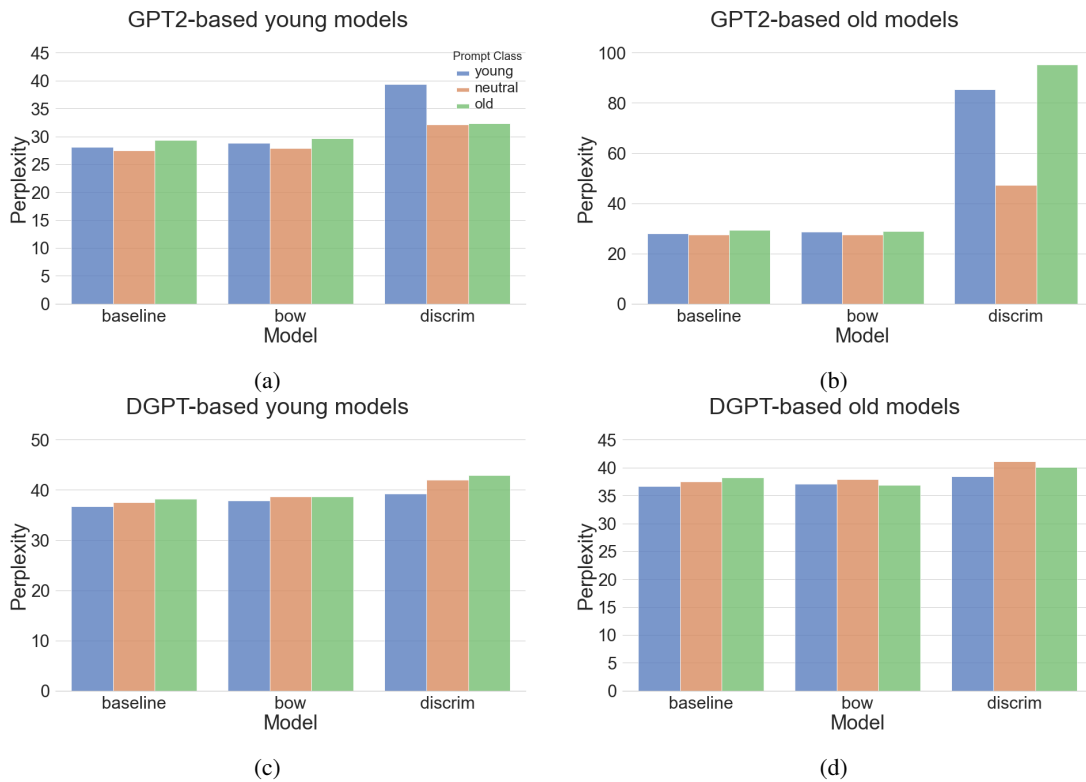 GPT2-based young models
45
40
35
30
25
20
15
10
5
0
Perplexity
Prompt Class
young
neutral
old
baseline bow discrim
Model
(a)
GPT2-based old models
100
80
60
40
20
0
Perplexity
baseline bow discrim
Model
(b)
DGPT-based young models
50
40
30
20
10
0
Perplexity
baseline bow discrim
Model
(c)
DGPT-based old models
45
40
35
30
25
20
15
10
5
0
Perplexity
baseline bow discrim
Model
(d)